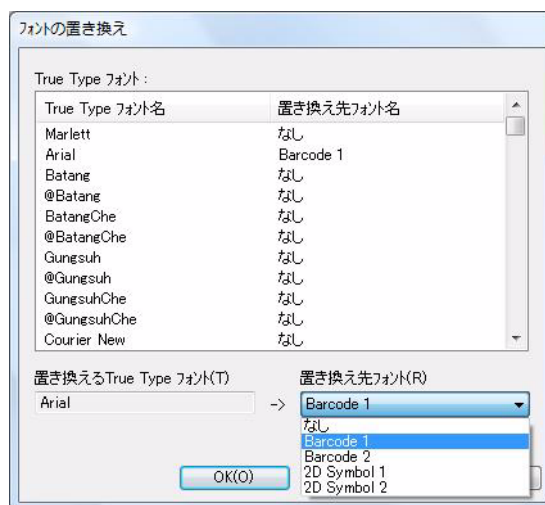 フォントの置き換え
True Type フォント :
True Type フォント名 置き換え先フォント名
Marlett なし
Arial Barcode 1
Batang なし
@Batang なし
BatangChe なし
@BatangChe なし
Gungsuh なし
@Gungsuh なし
GungsuhChe なし
@GungsuhChe なし
Courier New なし
置き換えるTrue Type フォント(T) 置き換え先フォント(R)
Arial -> Barcode 1
なし
Barcode 1
Barcode 2
2D Symbol 1
2D Symbol 2
OK(O)